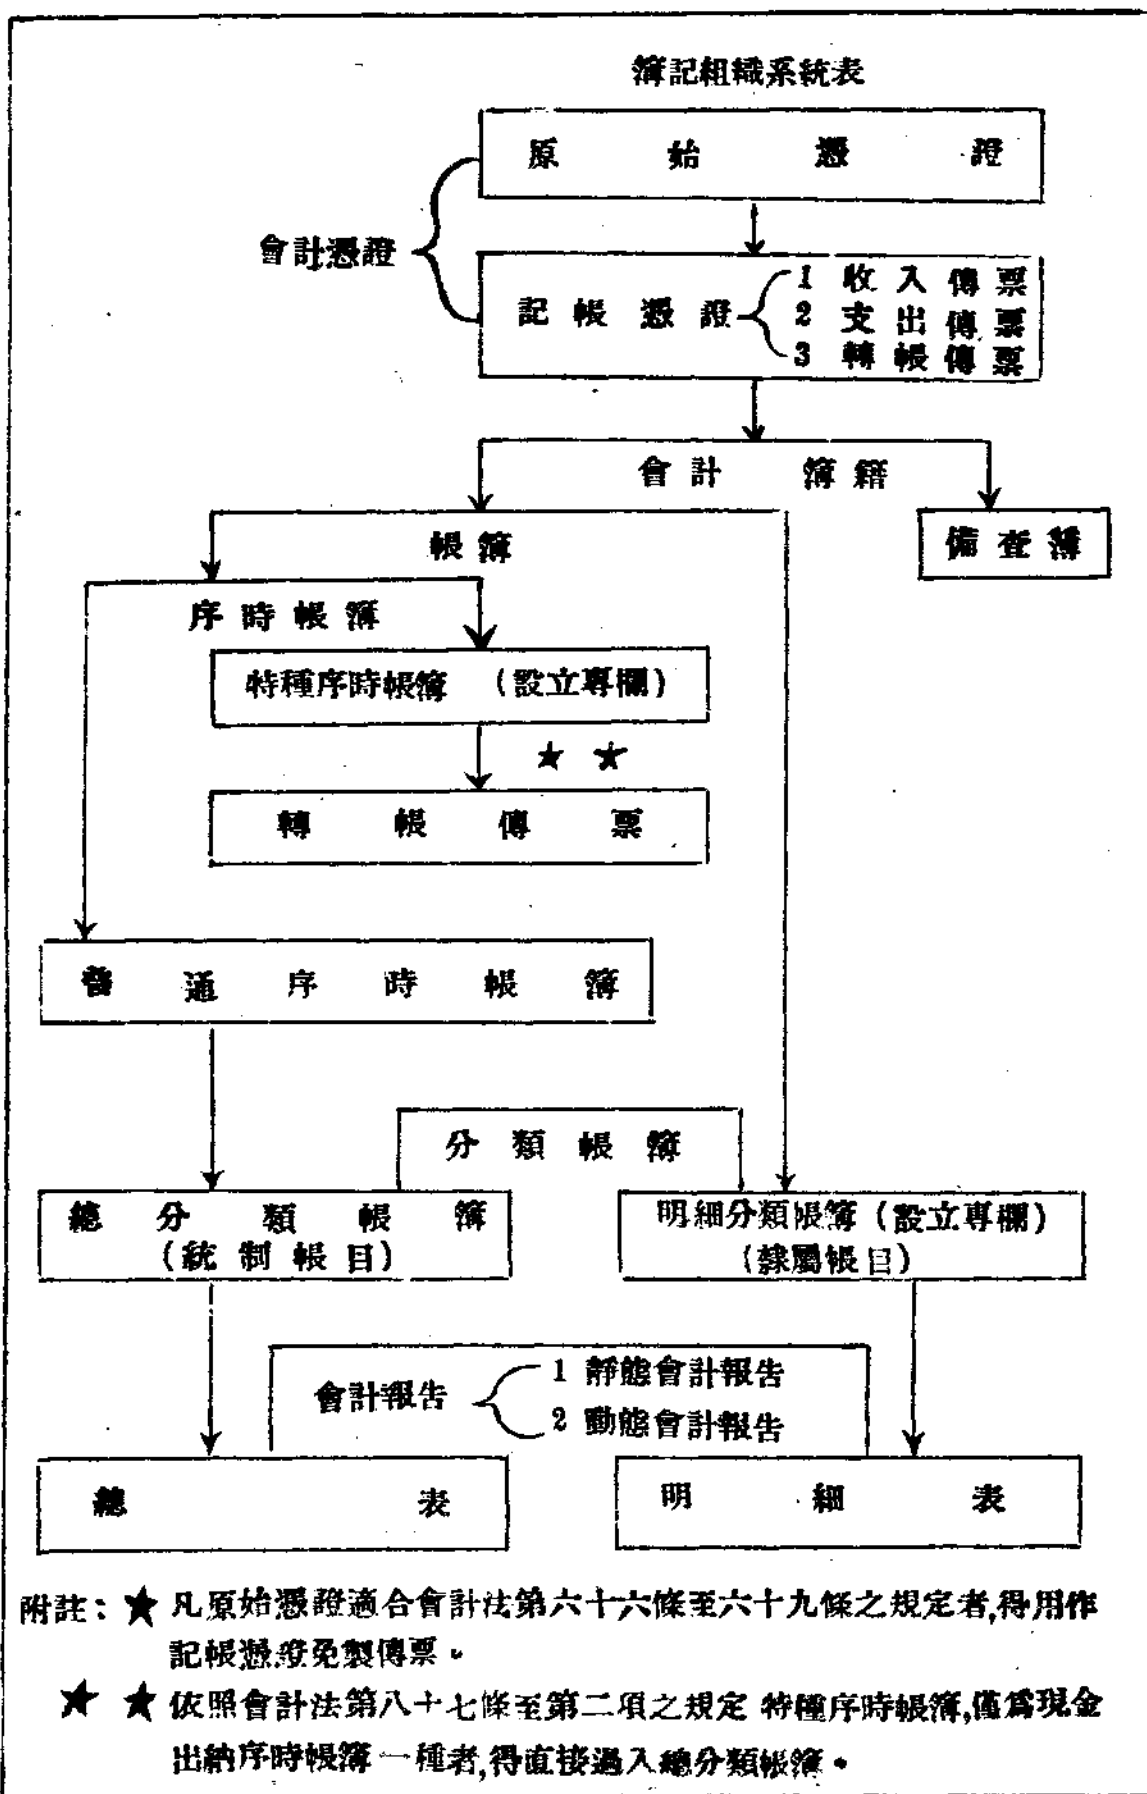 簿記組織系統表
原始憑證
會計憑證
記帳憑證
1 收入傳票
2 支出傳票
3 轉帳傳票
會計 簿籍
帳簿
備查簿
序時帳簿
特種序時帳簿 (設立專欄)
★ ★
轉帳傳票
普通序時帳簿
分類帳簿
總分類帳簿
(統制帳目)
明細分類帳簿(設立專欄)
(隸屬帳目)
會計報告
1 靜態會計報告
2 動態會計報告
總表
明細表
附註: ★ 凡原始憑證適合會計法第六十六條至六十九條之規定者,得用作
記帳憑證免製傳票。
★ ★ 依照會計法第八十七條至第二項之規定 特種序時帳簿,僅爲現金
出納序時帳簿一種者,得直接過入總分類帳簿。